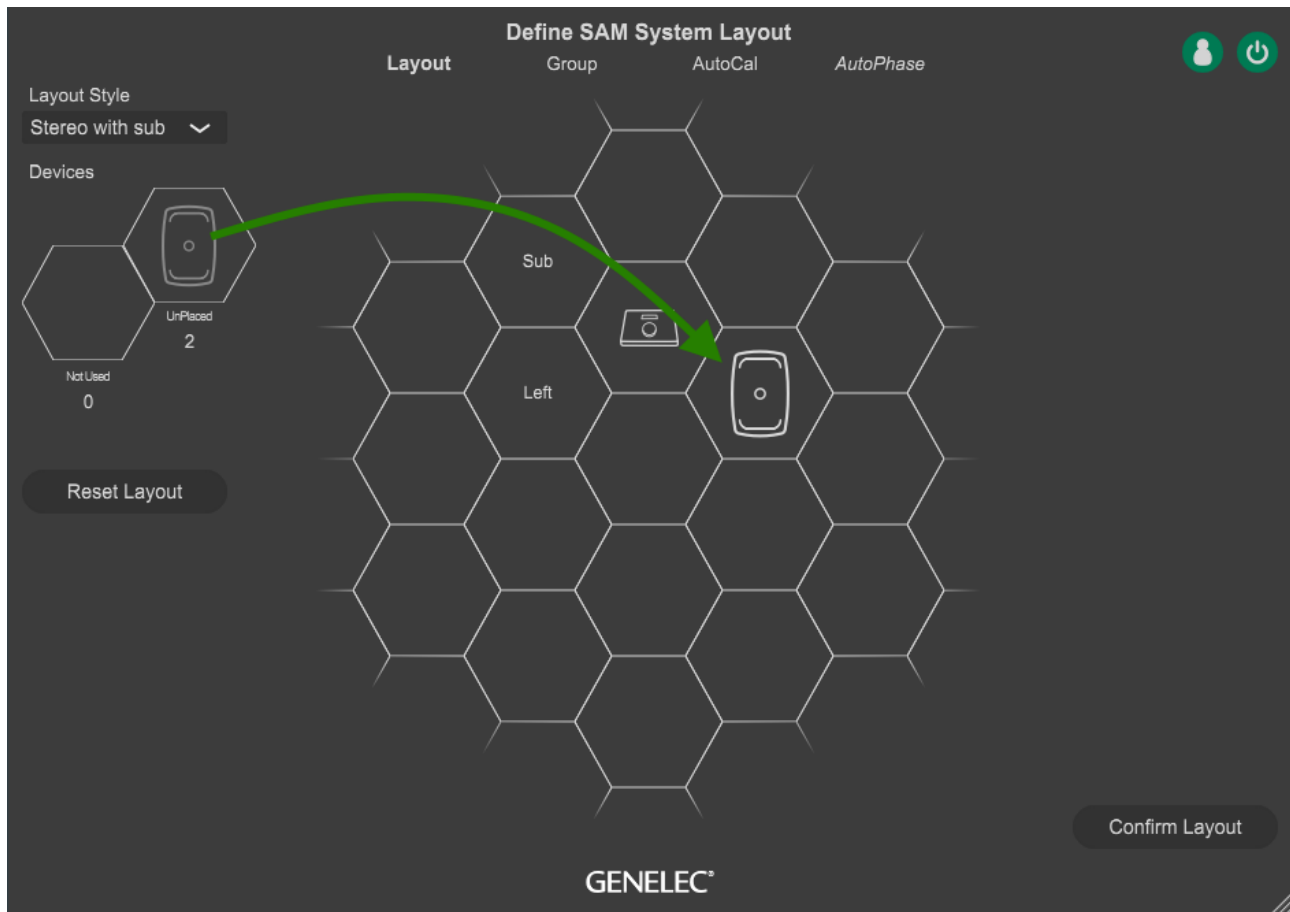 Define SAM System Layout
Layout Group AutoCal AutoPhase
Layout Style
Stereo with sub
Devices
Sub
UnPlaced
2
Not Used
0
Left
Reset Layout
Confirm Layout
GENELEC®